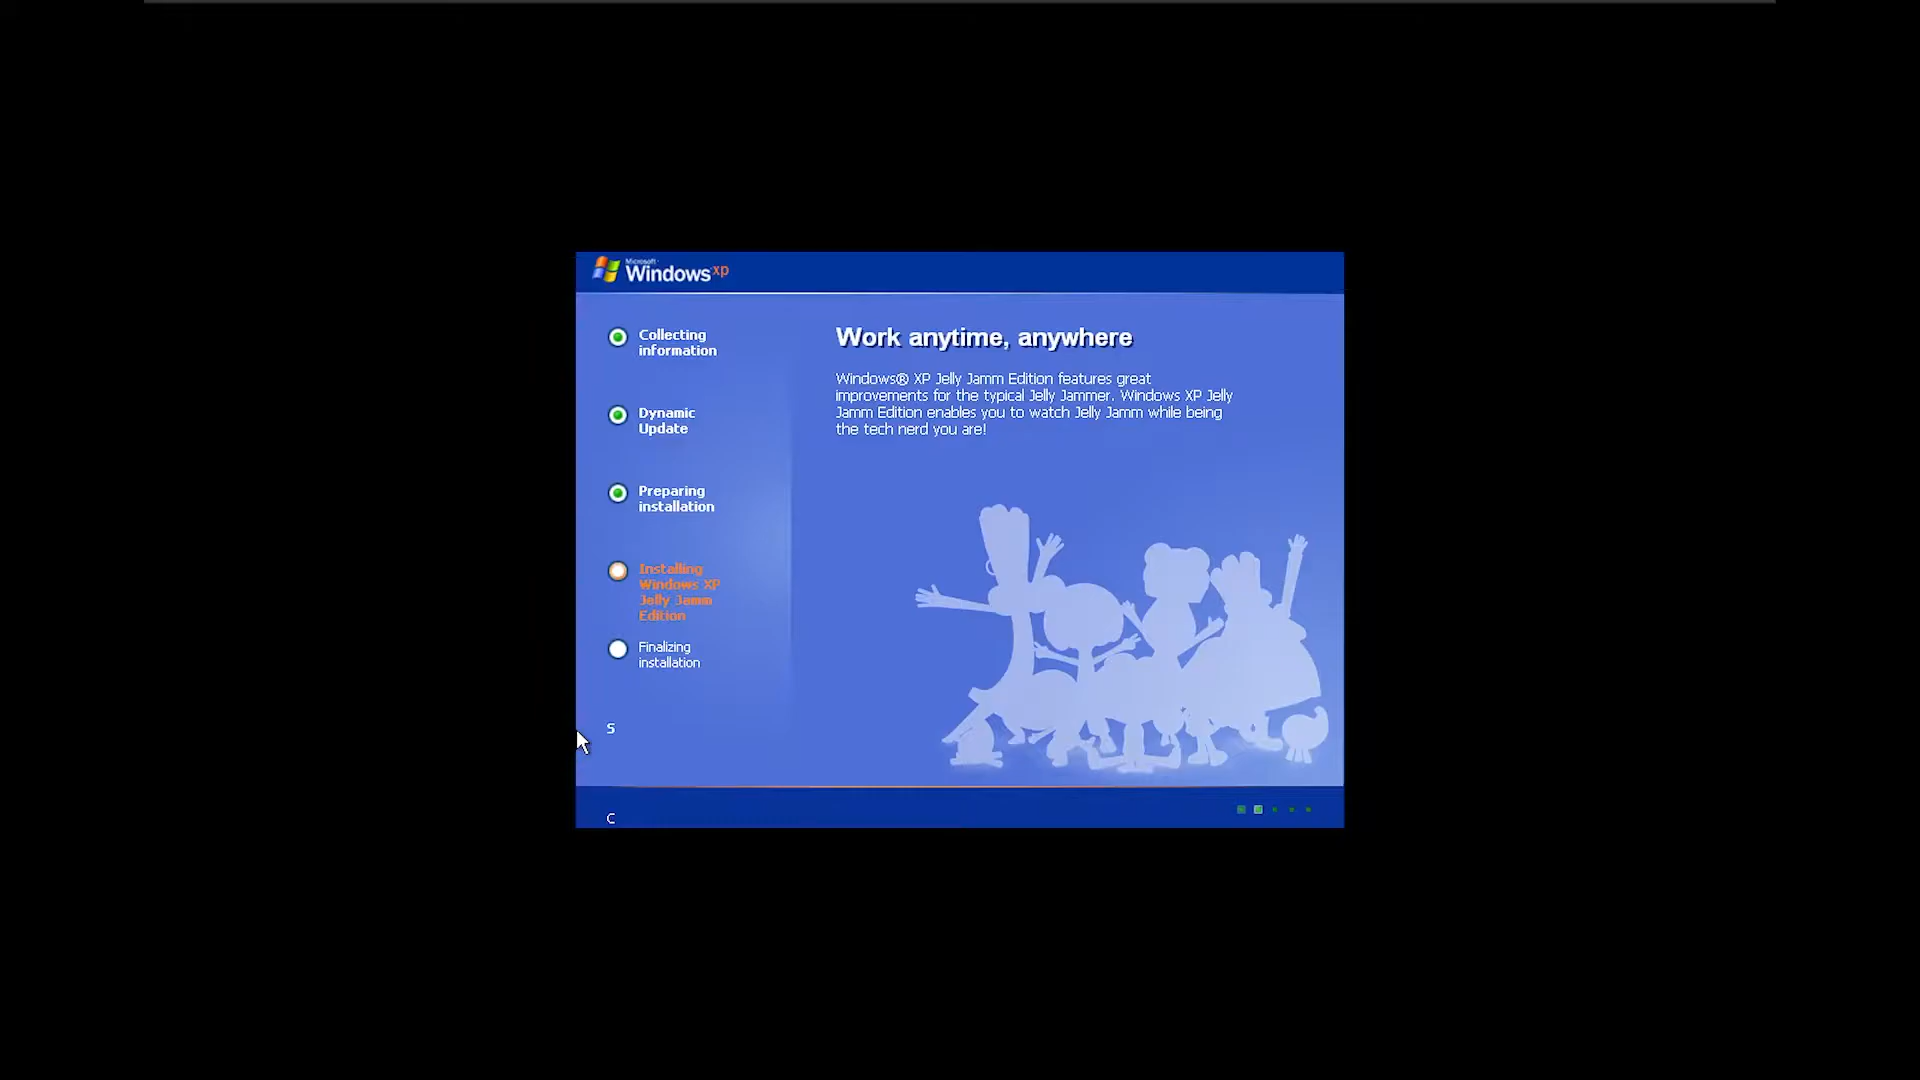 Microsoft
Windows xp
Collecting
information
Dynamic
Update
Preparing
installation
Installing
Windows XP
Jelly Jamm
Edition
Finalizing
installation
S
C
Work anytime, anywhere
Windows® XP Jelly Jamm Edition features great
improvements for the typical Jelly Jammer. Windows XP Jelly
Jamm Edition enables you to watch Jelly Jamm while being
the tech nerd you are!